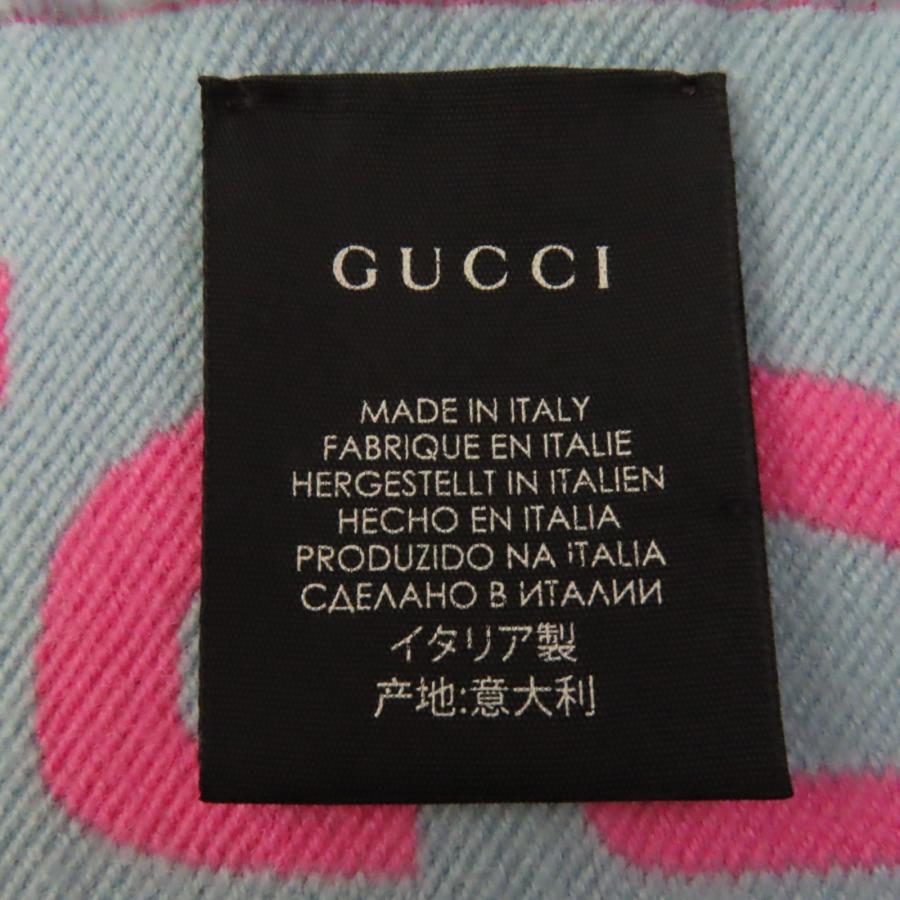 GUCCI
MADE IN ITALY
FABRIQUE EN ITALIE
HERGESTELLT IN ITALIEN
HECHO EN ITALIA
PRODUZIDO NA ITALIA
СДЕЛАНО В ИТАЛИИ
イタリア製
产地:意大利